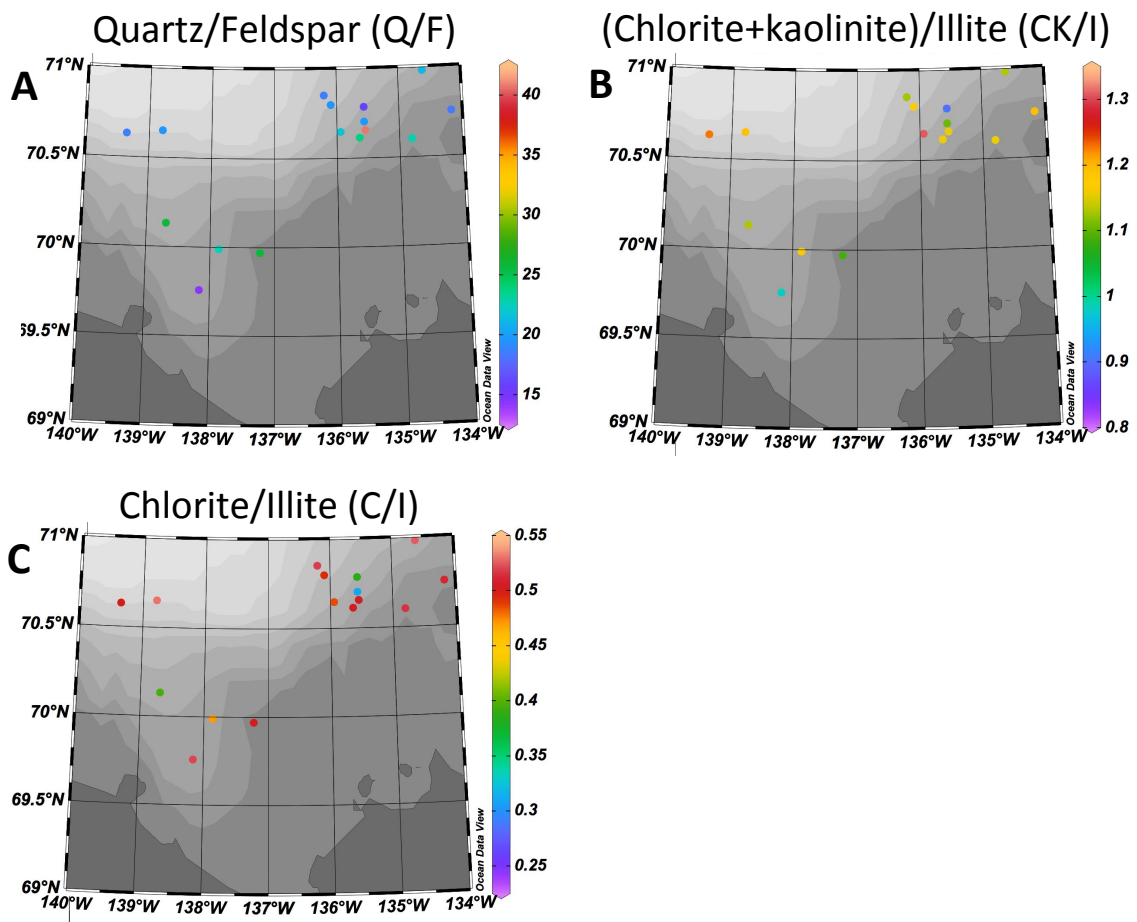 Quartz/Feldspar (Q/F)
(Chlorite+kaolinite)/Illite (CK/I)
A
71°N
70.5°N
70°N
69.5°N
69°N
140°W 139°W 138°W 137°W 136°W 135°W 134°W
40
35
30
25
20
15
Ocean Data View
B
71°N
70.5°N
70°N
69.5°N
69°N
140°W 139°W 138°W 137°W 136°W 135°W 134°W
1.3
1.2
1.1
1
0.9
0.8
Ocean Data View
Chlorite/Illite (C/I)
C
71°N
70.5°N
70°N
69.5°N
69°N
140°W 139°W 138°W 137°W 136°W 135°W 134°W
0.55
0.5
0.45
0.4
0.35
0.3
0.25
Ocean Data View